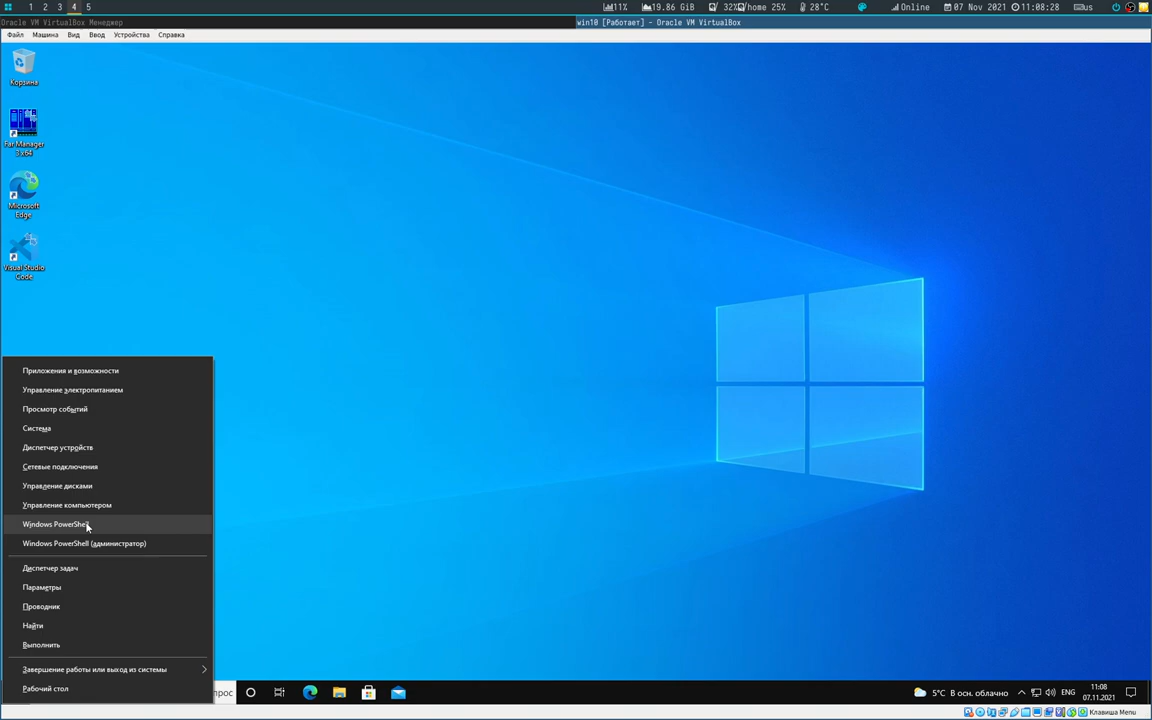 1 2 3 4 5
11% 19.86 GiB 32% /home 25% 28°C Online 07 Nov 2021 11:08:28 us
Oracle VM VirtualBox Менеджер
win10 [Работает] - Oracle VM VirtualBox
Файл Машина Вид Ввод Устройства Справка
Корзина
Far Manager
3 x64
Microsoft
Edge
Visual Studio
Code
Приложения и возможности
Управление электропитанием
Просмотр событий
Система
Диспетчер устройств
Сетевые подключения
Управление дисками
Управление компьютером
Windows PowerShell
Windows PowerShell (администратор)
Диспетчер задач
Параметры
Проводник
Найти
Выполнить
Завершение работы или выход из системы
Рабочий стол
прос
5°C В осн. облачно
ENG
11:08
07.11.2021
Клавиша Menu